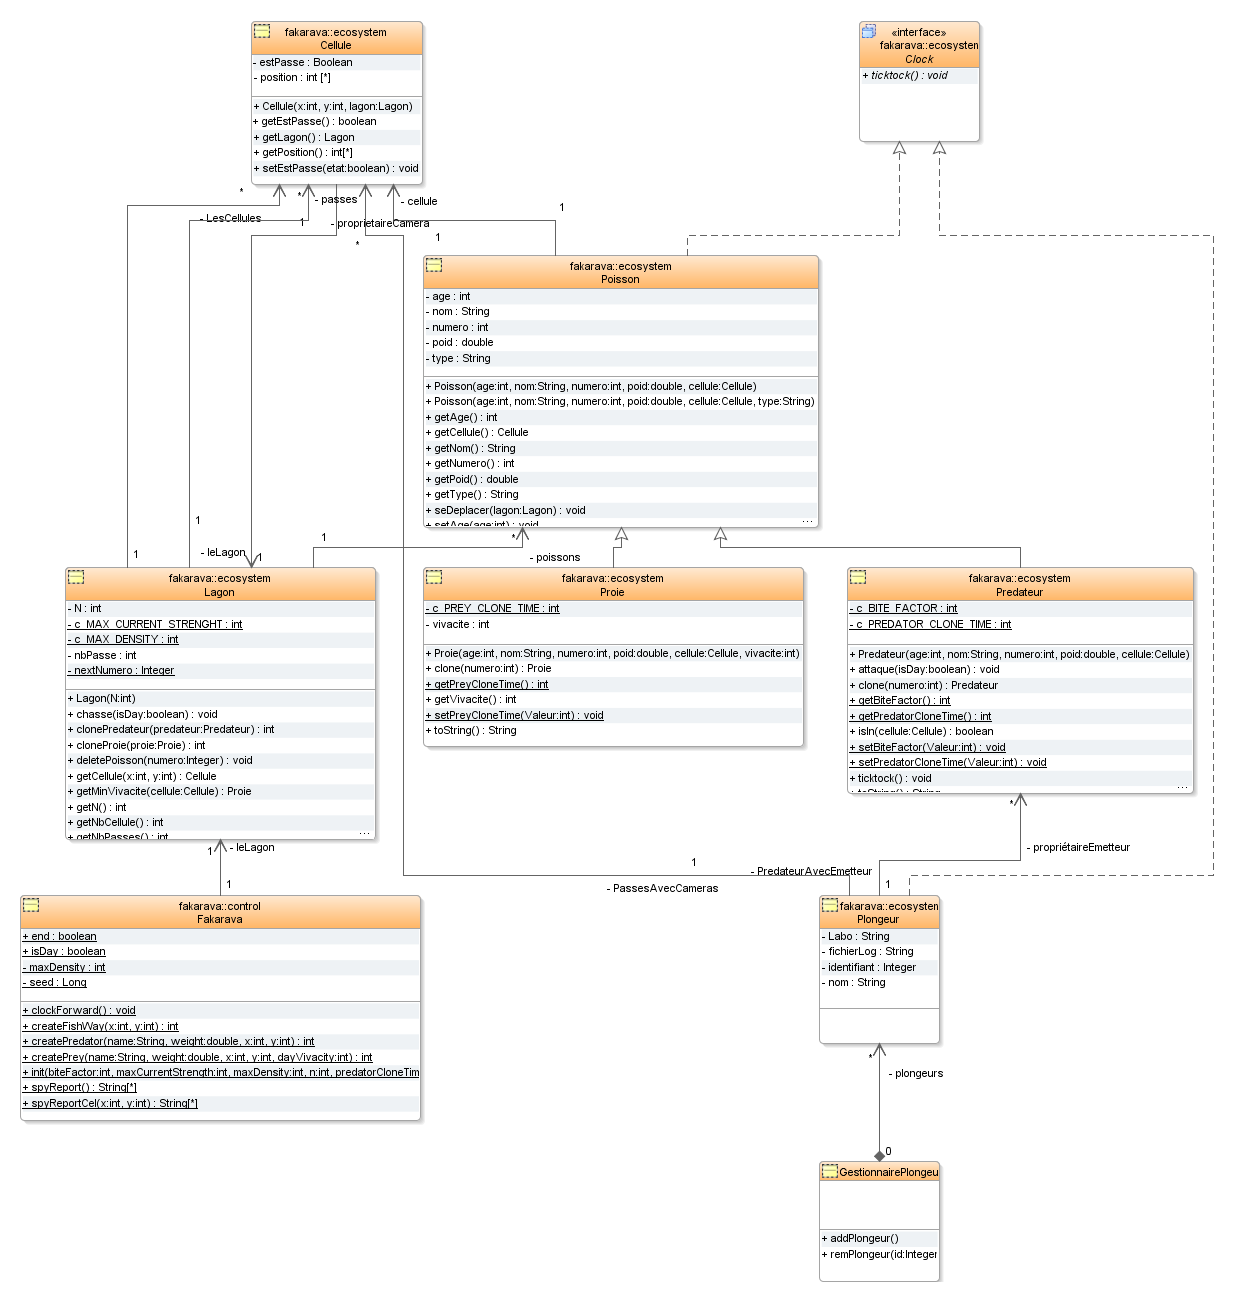 fakarava::ecosystem
Cellule
- estPasse : Boolean
- position : int [*]
+ Cellule(x:int, y:int, lagon:Lagon)
+ getEstPasse() : boolean
+ getLagon() : Lagon
+ getPosition() : int[*]
+ setEstPasse(etat:boolean) : void
«interface»
fakarava::ecosystem
Clock
+ ticktock() : void
*
*
- passes
- cellule
- LesCellules
1
- proprietaireCamera
*
1
1
fakarava::ecosystem
Poisson
- age : int
- nom : String
- numero : int
- poid : double
- type : String
+ Poisson(age:int, nom:String, numero:int, poid:double, cellule:Cellule)
+ Poisson(age:int, nom:String, numero:int, poid:double, cellule:Cellule, type:String)
+ getAge() : int
+ getCellule() : Cellule
+ getNom() : String
+ getNumero() : int
+ getPoid() : double
+ getType() : String
+ seDeplacer(lagon:Lagon) : void
+ setAge(age:int) : void
...
1
1
- leLagon
1
1
*
- poissons
fakarava::ecosystem
Lagon
- N : int
- c_MAX_CURRENT_STRENGHT : int
- c_MAX_DENSITY : int
- nbPasse : int
- nextNumero : Integer
+ Lagon(N:int)
+ chasse(isDay:boolean) : void
+ clonePredateur(predateur:Predateur) : int
+ cloneProie(proie:Proie) : int
+ deletePoisson(numero:Integer) : void
+ getCellule(x:int, y:int) : Cellule
+ getMinVivacite(cellule:Cellule) : Proie
+ getN() : int
+ getNbCellule() : int
+ getNbPasses() : int
...
fakarava::ecosystem
Proie
- c_PREY_CLONE_TIME : int
- vivacite : int
+ Proie(age:int, nom:String, numero:int, poid:double, cellule:Cellule, vivacite:int)
+ clone(numero:int) : Proie
+ getPreyCloneTime() : int
+ getVivacite() : int
+ setPreyCloneTime(Valeur:int) : void
+ toString() : String
fakarava::ecosystem
Predateur
- c_BITE_FACTOR : int
- c_PREDATOR_CLONE_TIME : int
+ Predateur(age:int, nom:String, numero:int, poid:double, cellule:Cellule)
+ attaque(isDay:boolean) : void
+ clone(numero:int) : Predateur
+ getBiteFactor() : int
+ getPredatorCloneTime() : int
+ isIn(cellule:Cellule) : boolean
+ setBiteFactor(Valeur:int) : void
+ setPredatorCloneTime(Valeur:int) : void
+ ticktock() : void
+ toString() : String
...
*
1
- leLagon
- propriétaireEmetteur
1
- PredateurAvecEmetteur
1
- PassesAvecCameras
1
fakarava::control
Fakarava
+ end : boolean
+ isDay : boolean
- maxDensity : int
- seed : Long
+ clockForward() : void
+ createFishWay(x:int, y:int) : int
+ createPredator(name:String, weight:double, x:int, y:int) : int
+ createPrey(name:String, weight:double, x:int, y:int, dayVivacity:int) : int
+ init(biteFactor:int, maxCurrentStrength:int, maxDensity:int, n:int, predatorCloneTim
+ spyReport() : String[*]
+ spyReportCel(x:int, y:int) : String[*]
fakarava::ecosystem
Plongeur
- Labo : String
- fichierLog : String
- identifiant : Integer
- nom : String
*
- plongeurs
0
GestionnairePlongeu
+ addPlongeur()
+ remPlongeur(id:Integer